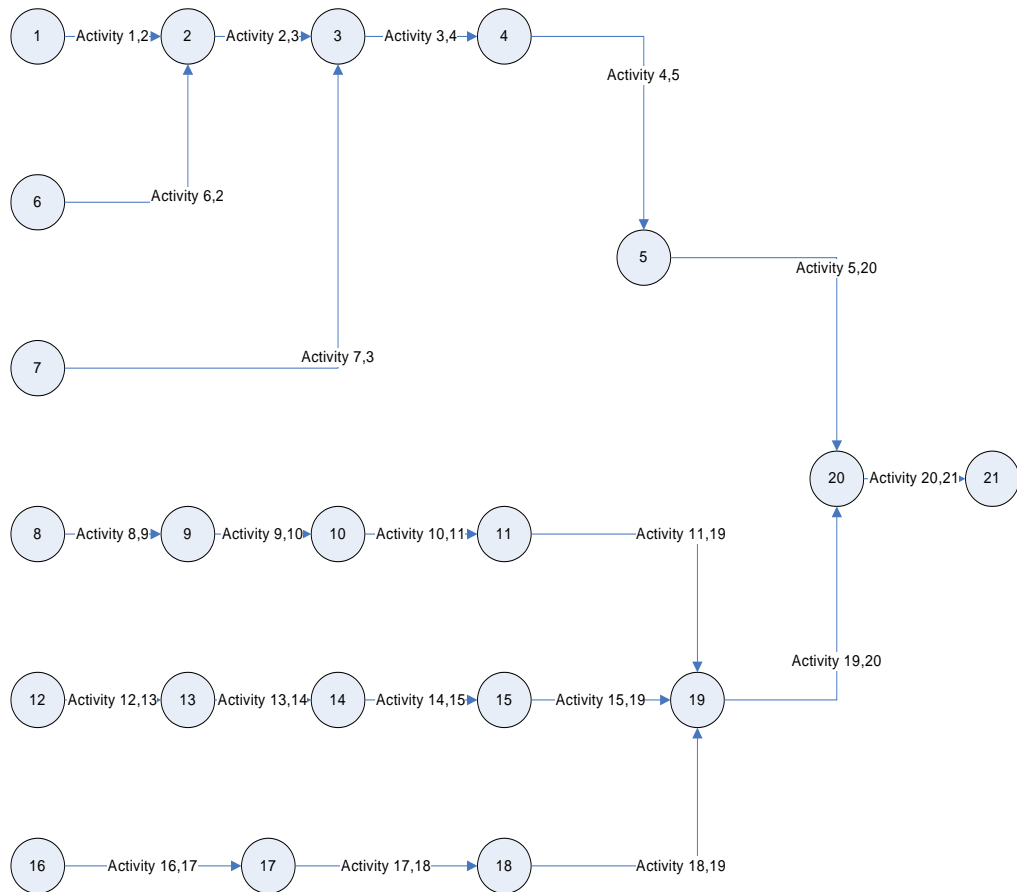 1
Activity 1,2
2
Activity 2,3
3
Activity 3,4
4
Activity 4,5
6
Activity 6,2
5
Activity 5,20
7
Activity 7,3
20
Activity 20,21
21
8
Activity 8,9
9
Activity 9,10
10
Activity 10,11
11
Activity 11,19
Activity 19,20
12
Activity 12,13
13
Activity 13,14
14
Activity 14,15
15
Activity 15,19
19
16
Activity 16,17
17
Activity 17,18
18
Activity 18,19